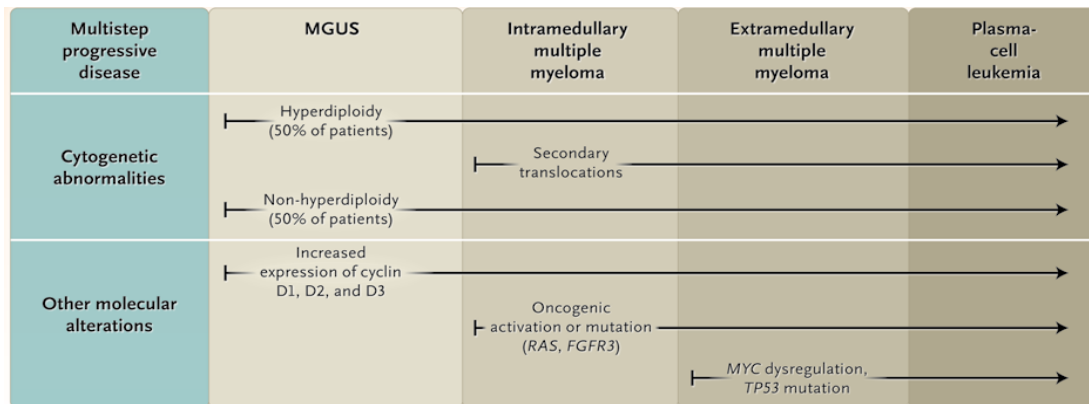 Multistep
progressive
disease
MGUS
Intramedullary
multiple
myeloma
Extramedullary
multiple
myeloma
Plasma-
cell
leukemia
Cytogenetic
abnormalities
Hyperdiploidy
(50% of patients)
Secondary
translocations
Non-hyperdiploidy
(50% of patients)
Other molecular
alterations
Increased
expression of cyclin
D1, D2, and D3
Oncogenic
activation or mutation
(RAS, FGFR3)
MYC dysregulation,
TP53 mutation